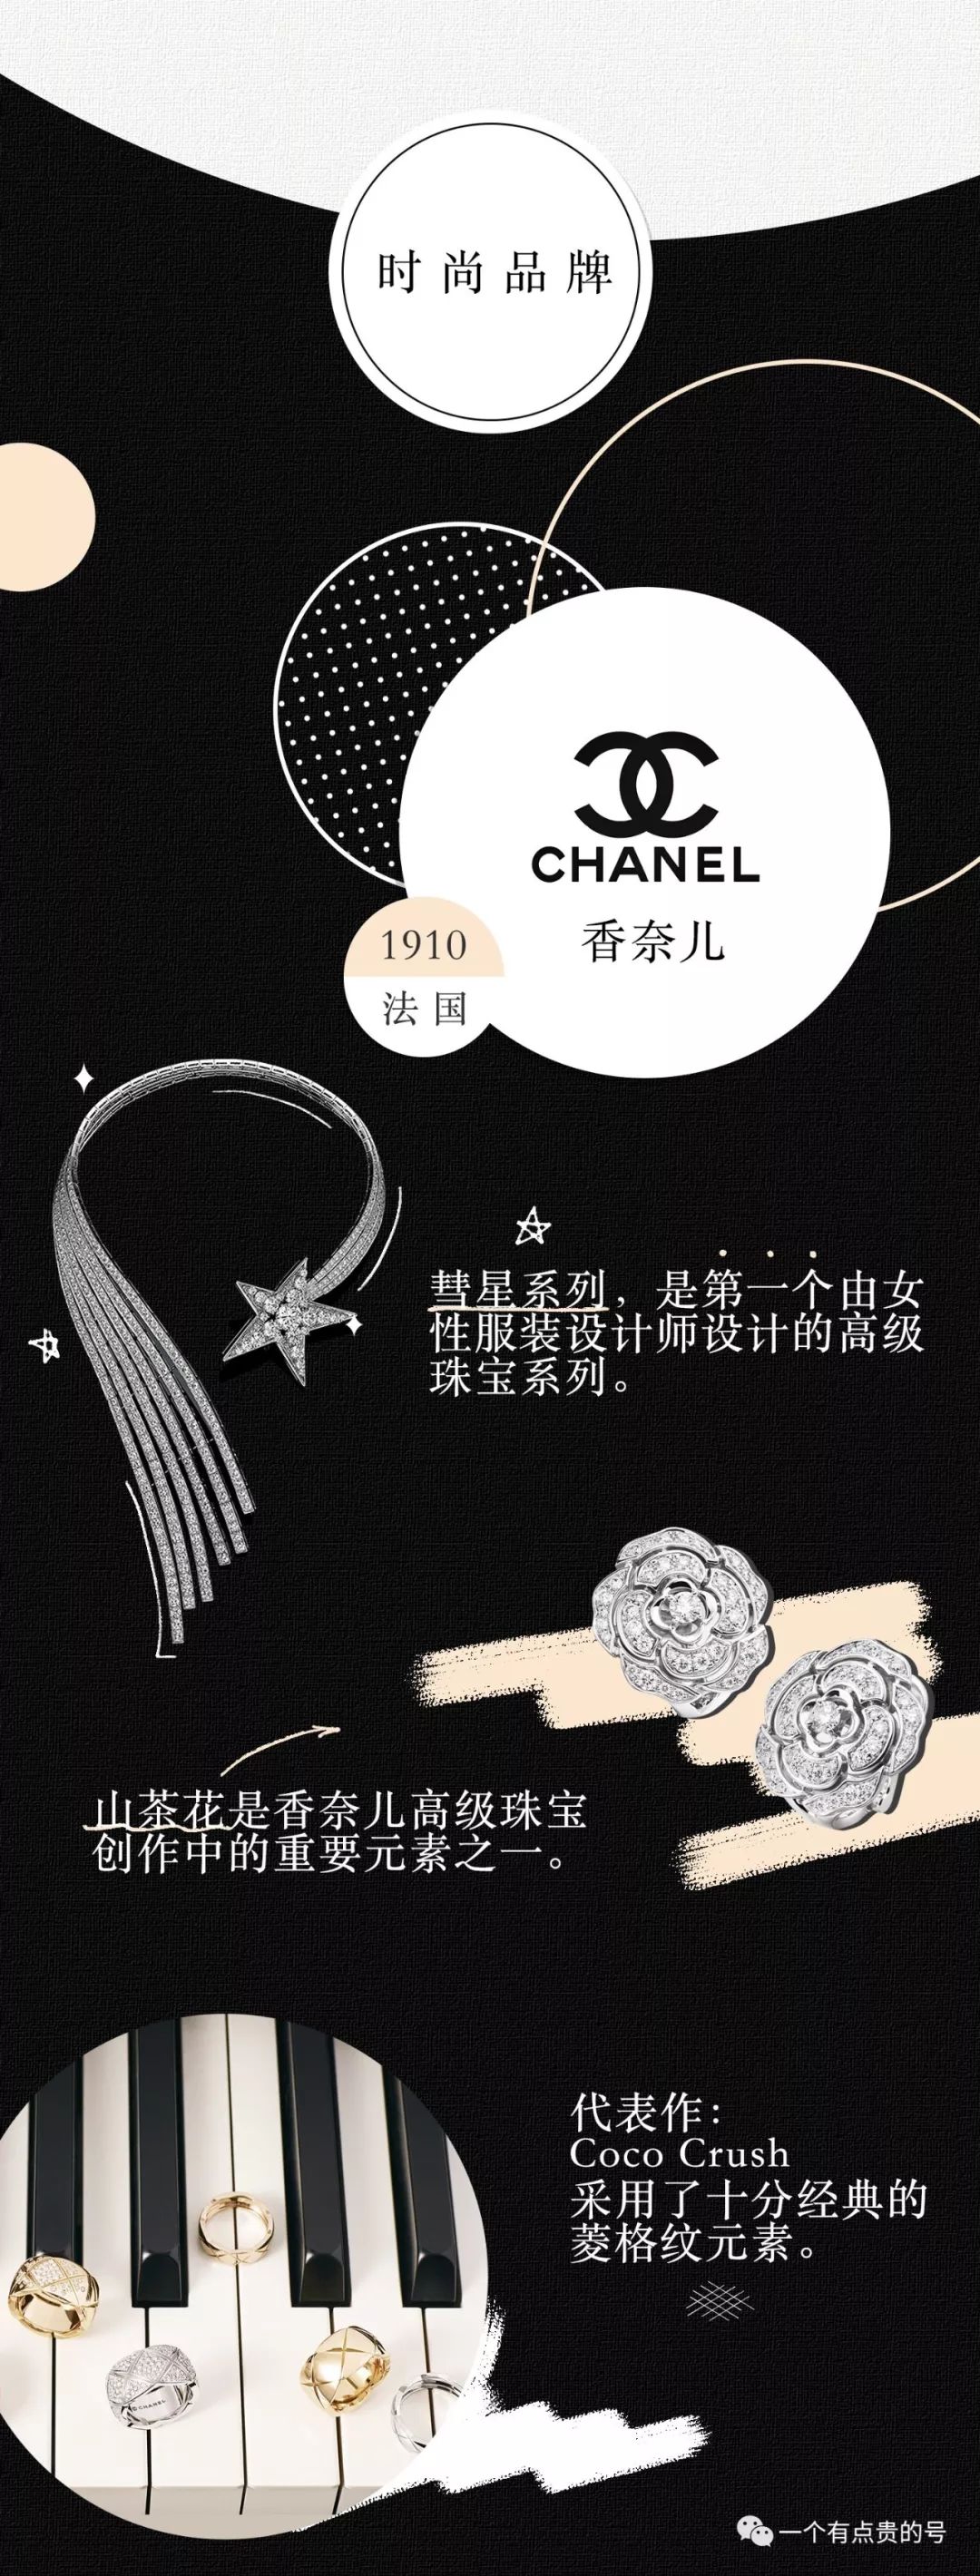 时尚品牌
CHANEL
香奈儿
1910
法国
彗星系列，是第一个由女
性服装设计师设计的高级
珠宝系列。
山茶花是香奈儿高级珠宝
创作中的重要元素之一。
代表作：
Coco Crush
采用了十分经典的
菱格纹元素。
CHANEL
一个有点贵的号